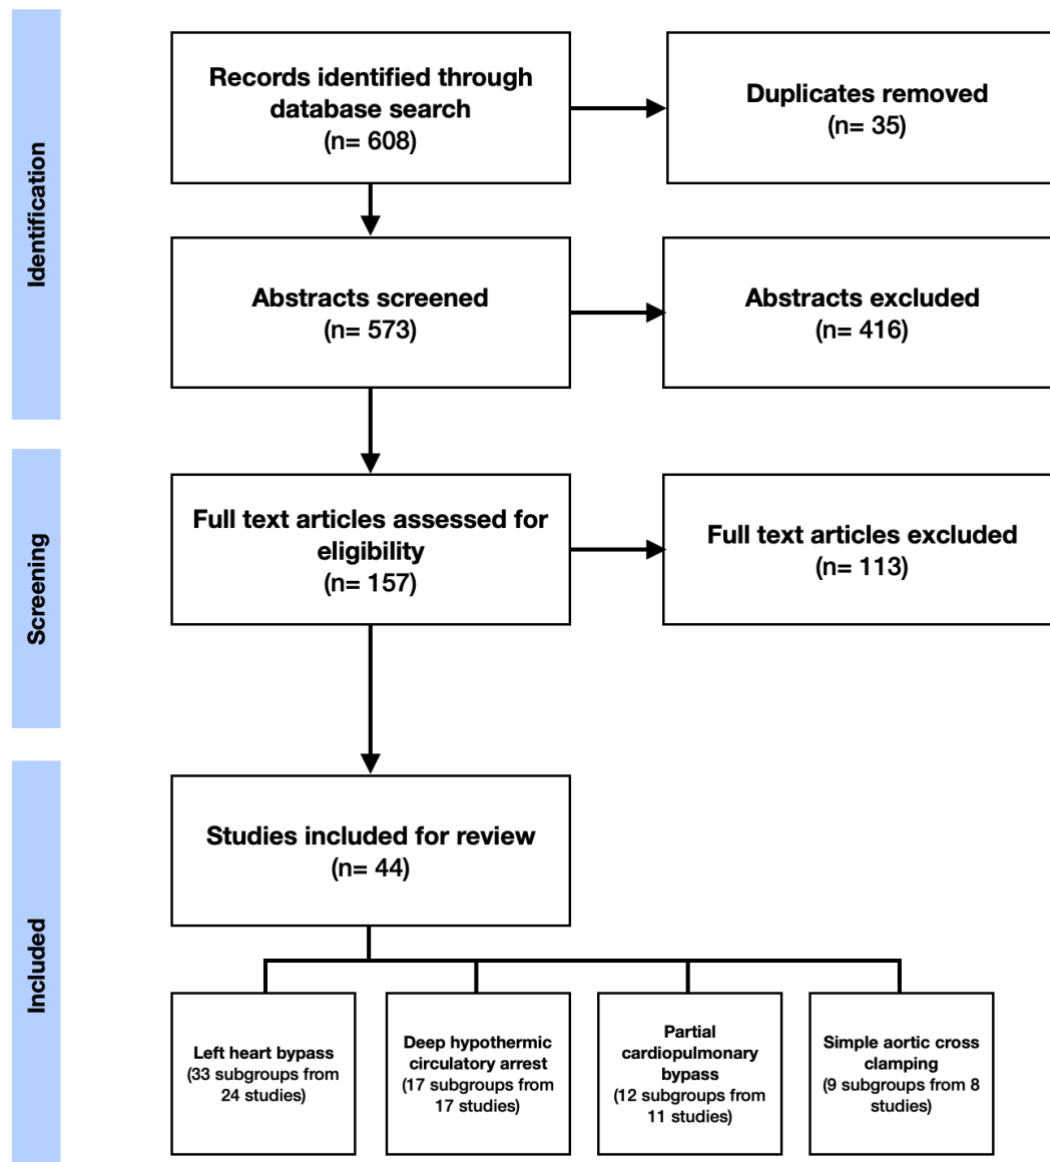 Identification
Records identified through
database search
(n= 608)
Duplicates removed
(n= 35)
Abstracts screened
(n= 573)
Abstracts excluded
(n= 416)
Screening
Full text articles assessed for
eligibility
(n= 157)
Full text articles excluded
(n= 113)
Included
Studies included for review
(n= 44)
Left heart bypass
(33 subgroups from
24 studies)
Deep hypothermic
circulatory arrest
(17 subgroups from
17 studies)
Partial
cardiopulmonary
bypass
(12 subgroups from
11 studies)
Simple aortic cross
clamping
(9 subgroups from 8
studies)